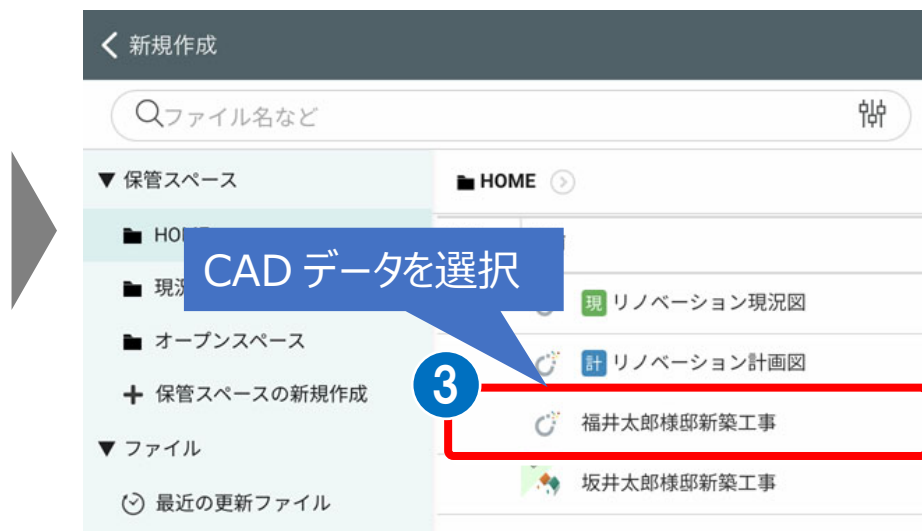 新規作成
ファイル名など
▼ 保管スペース
HOME
CAD データを選択
オープンスペース
+ 保管スペースの新規作成
▼ ファイル
最近の更新ファイル
現 リノベーション現況図
計 リノベーション計画図
3
福井太郎様邸新築工事
坂井太郎様邸新築工事